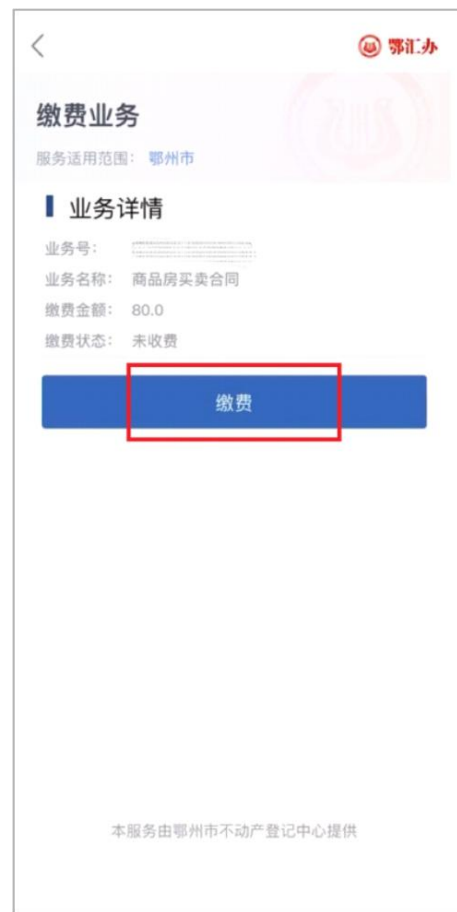 鄂汇办
缴费业务
服务适用范围： 鄂州市
业务详情
业务号：
业务名称： 商品房买卖合同
缴费金额： 80.0
缴费状态： 未收费
缴费
本服务由鄂州市不动产登记中心提供